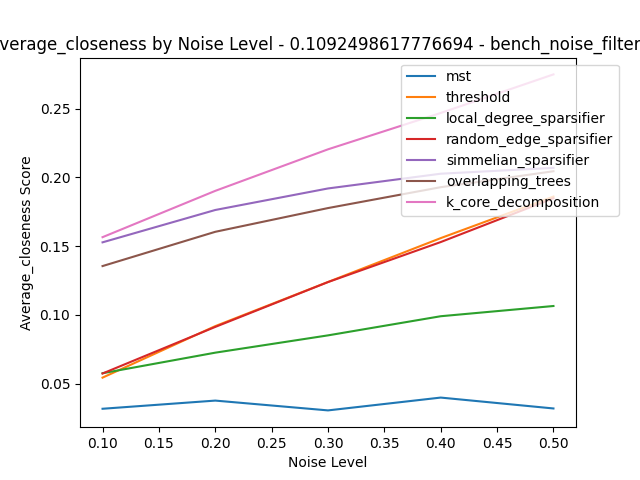 verage_closeness by Noise Level - 0.1092498617776694 - bench_noise_filter
mst
threshold
local_degree_sparsifier
random_edge_sparsifier
simmelian_sparsifier
overlapping_trees
k_core_decomposition
Average_closeness Score
0.25
0.20
0.15
0.10
0.05
0.10 0.15 0.20 0.25 0.30 0.35 0.40 0.45 0.50
Noise Level